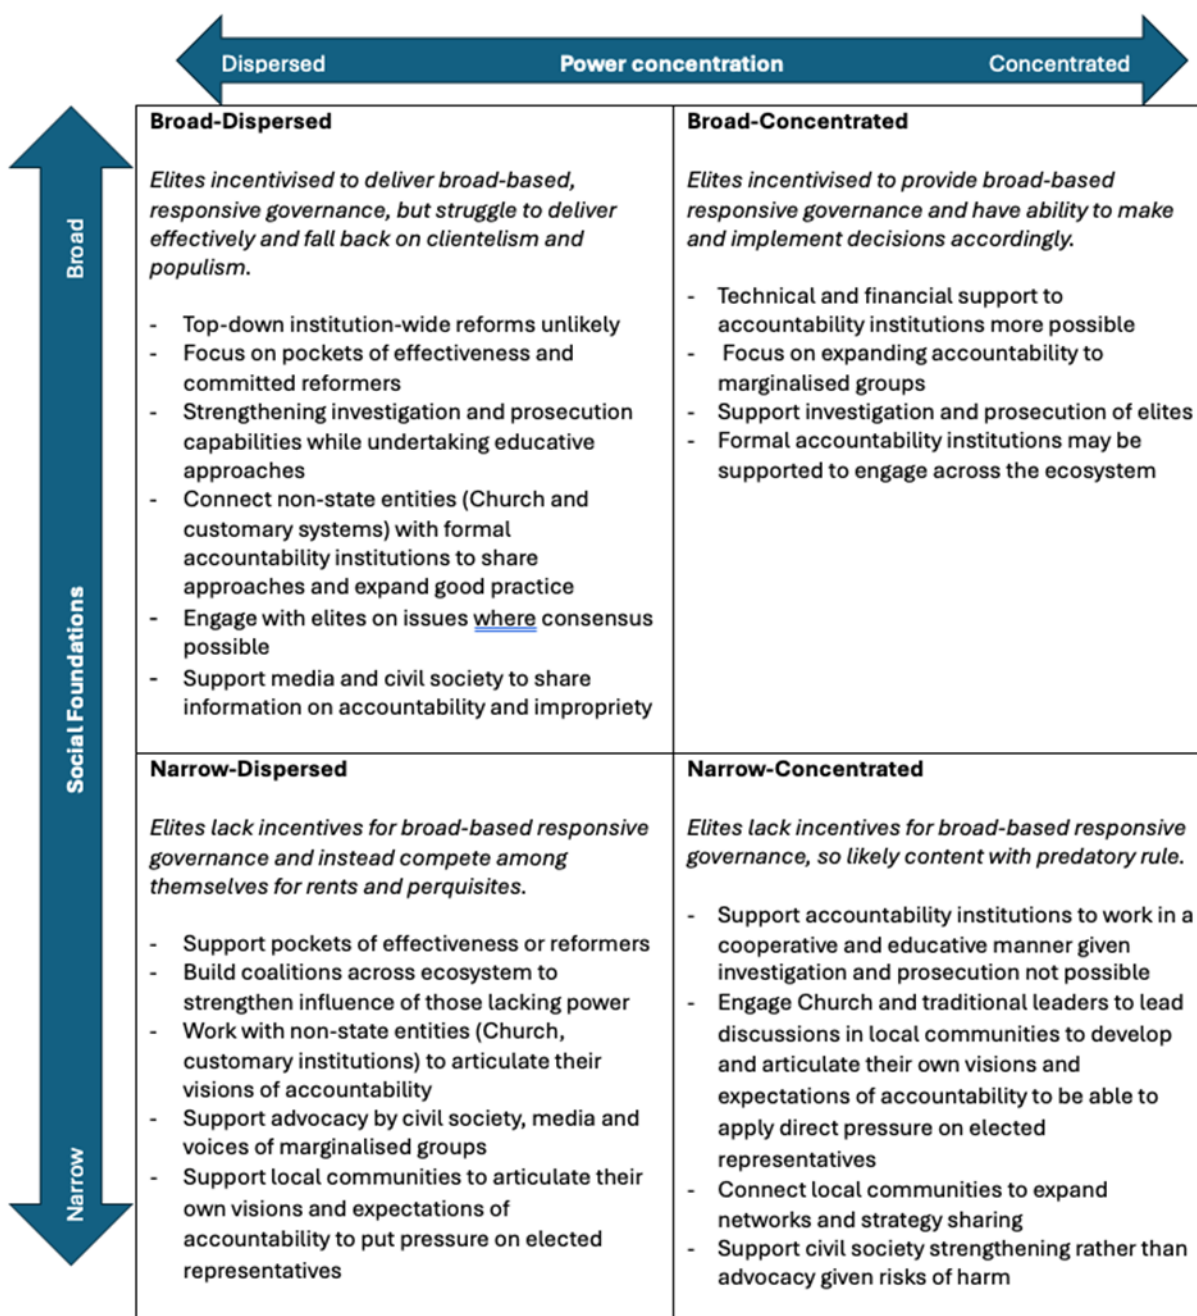 Dispersed Power concentration Concentrated
Broad
Social Foundations
Narrow
Broad-Dispersed
Elites incentivised to deliver broad-based,
responsive governance, but struggle to deliver
effectively and fall back on clientelism and
populism.
- Top-down institution-wide reforms unlikely
- Focus on pockets of effectiveness and
committed reformers
- Strengthening investigation and prosecution
capabilities while undertaking educative
approaches
- Connect non-state entities (Church and
customary systems) with formal
accountability institutions to share
approaches and expand good practice
- Engage with elites on issues where consensus
possible
- Support media and civil society to share
information on accountability and impropriety
Broad-Concentrated
Elites incentivised to provide broad-based
responsive governance and have ability to make
and implement decisions accordingly.
- Technical and financial support to
accountability institutions more possible
- Focus on expanding accountability to
marginalised groups
- Support investigation and prosecution of elites
- Formal accountability institutions may be
supported to engage across the ecosystem
Narrow-Dispersed
Elites lack incentives for broad-based responsive
governance and instead compete among
themselves for rents and perquisites.
- Support pockets of effectiveness or reformers
- Build coalitions across ecosystem to
strengthen influence of those lacking power
- Work with non-state entities (Church,
customary institutions) to articulate their
visions of accountability
- Support advocacy by civil society, media and
voices of marginalised groups
- Support local communities to articulate their
own visions and expectations of
accountability to put pressure on elected
representatives
Narrow-Concentrated
Elites lack incentives for broad-based responsive
governance, so likely content with predatory rule.
- Support accountability institutions to work in a
cooperative and educative manner given
investigation and prosecution not possible
- Engage Church and traditional leaders to lead
discussions in local communities to develop
and articulate their own visions and
expectations of accountability to be able to
apply direct pressure on elected
representatives
- Connect local communities to expand
networks and strategy sharing
- Support civil society strengthening rather than
advocacy given risks of harm